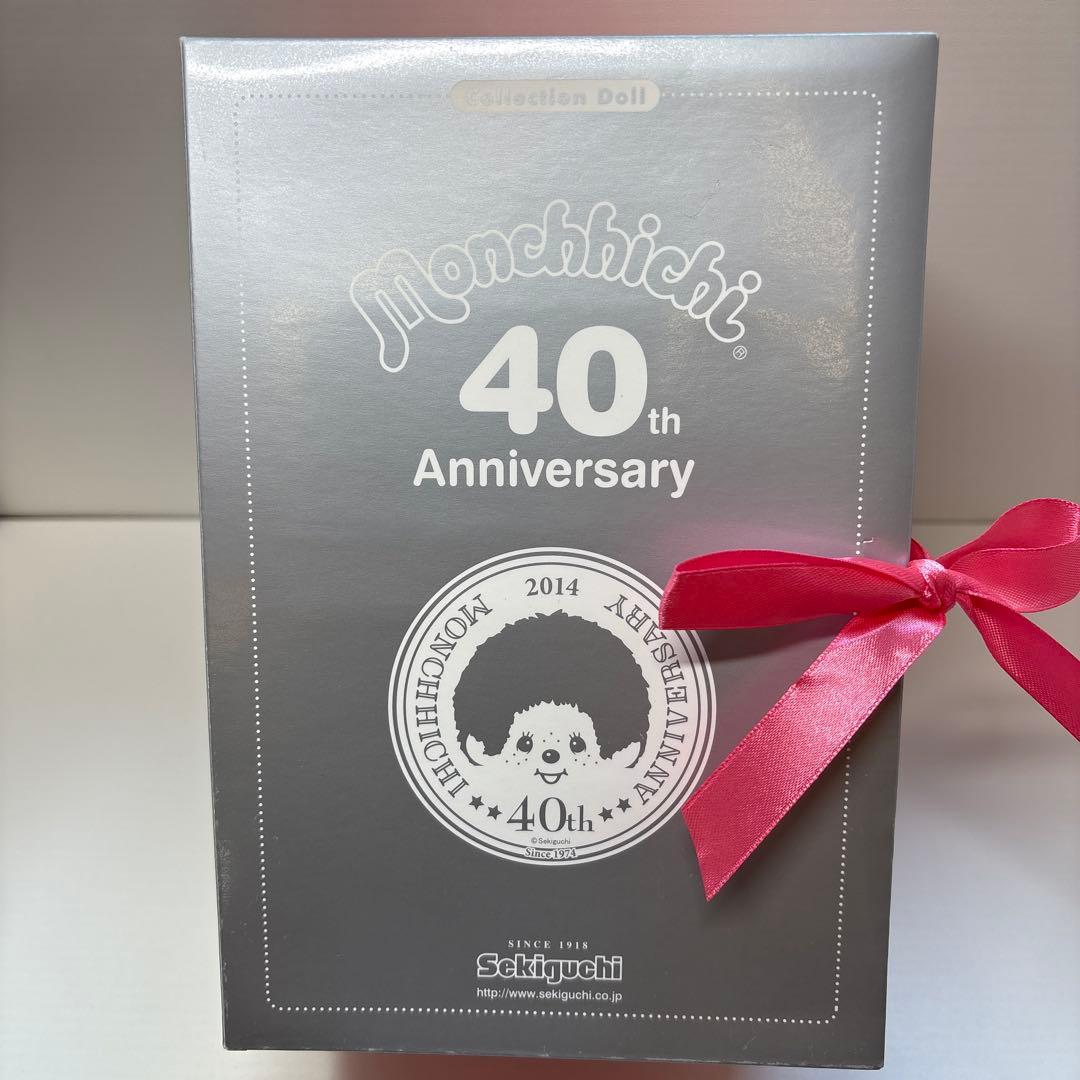 Collection Doll
Monchhichi®
40th
Anniversary
2014
MONCHHICHI
ANNIVERSARY
★★40th★★
©Sekiguchi
Since 1974
SINCE 1918
Sekiguchi
http://www.sekiguchi.co.jp